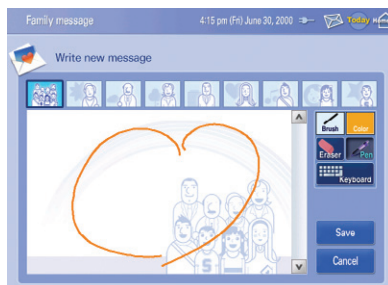 Family message
4:15 pm (Fri) June 30, 2000
Today
Write new message
Brush
Color
Eraser
Pen
Keyboard
S
Save
Cancel